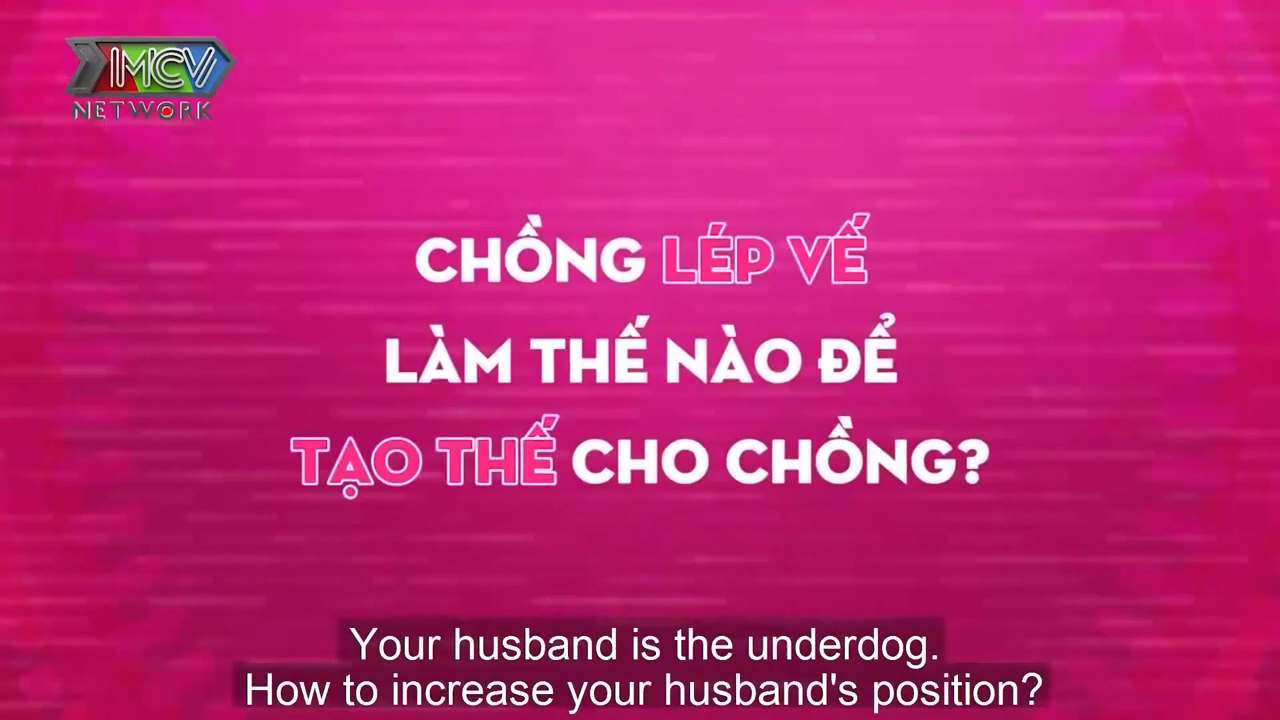 MCV
NETWORK
CHỒNG LÉP VẾ
LÀM THẾ NÀO ĐỂ
TẠO THẾ CHO CHỒNG?
Your husband is the underdog.
How to increase your husband's position?